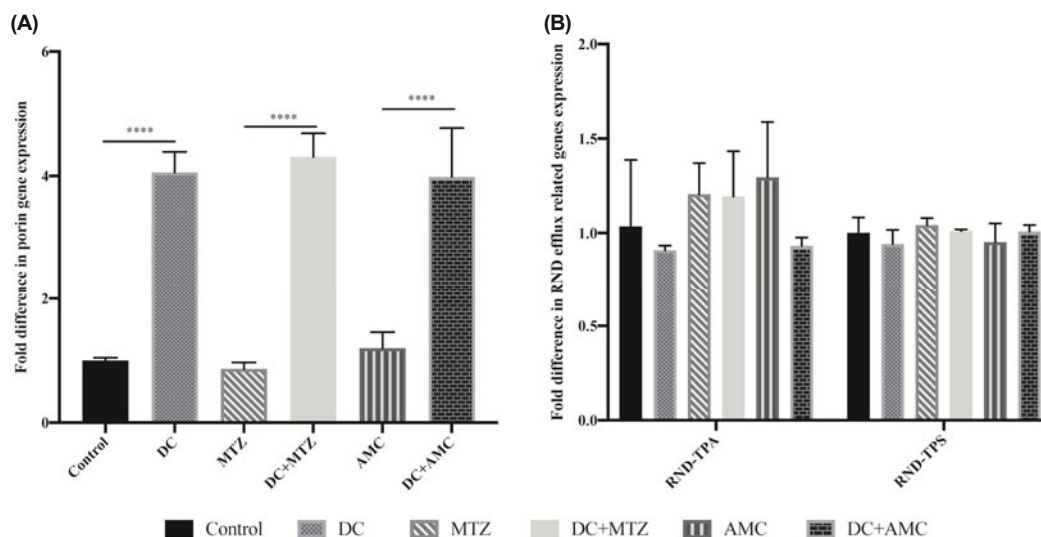 (A)
Fold difference in porin gene expression
6
4
2
0
****
****
****
Control
DC
MTZ
DC+MTZ
AMC
DC+AMC
(B)
Fold difference in RND efflux related genes expression
2.0
1.5
1.0
0.5
0.0
RND-TPA
RND-TPS
Control DC MTZ DC+MTZ AMC DC+AMC